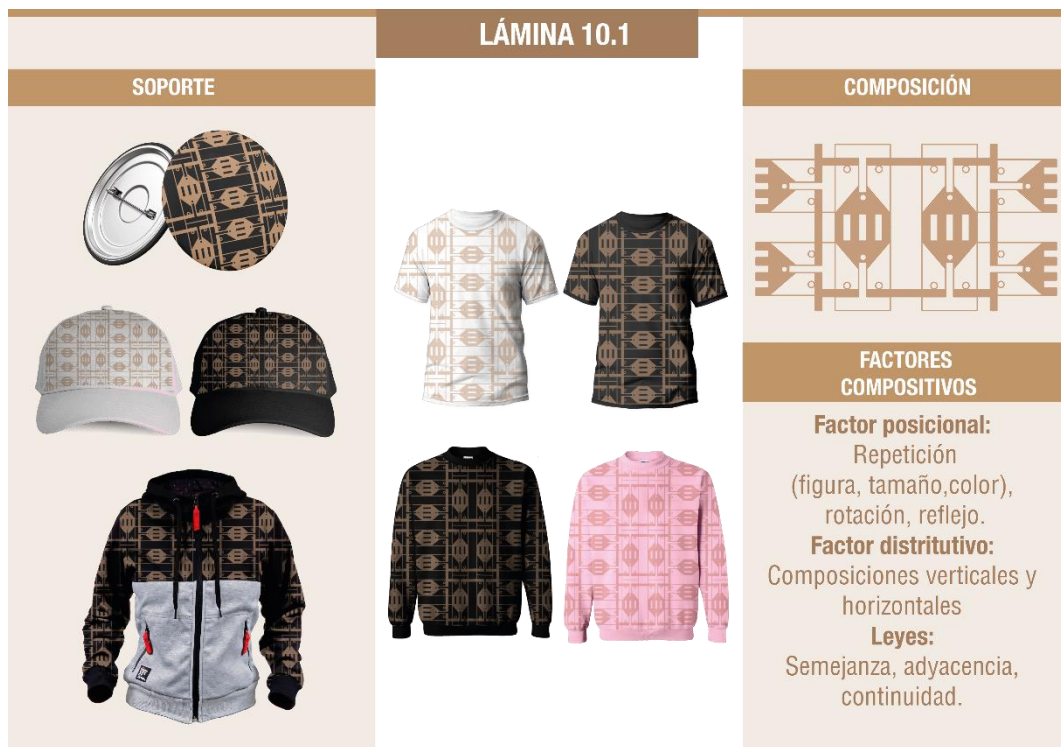 LÁMINA 10.1
SOPORTE
COMPOSICIÓN
FACTORES
COMPOSITIVOS
Factor posicional:
Repetición
(figura, tamaño,color),
rotación, reflejo.
Factor distritutivo:
Composiciones verticales y
horizontales
Leyes:
Semejanza, adyacencia,
continuidad.